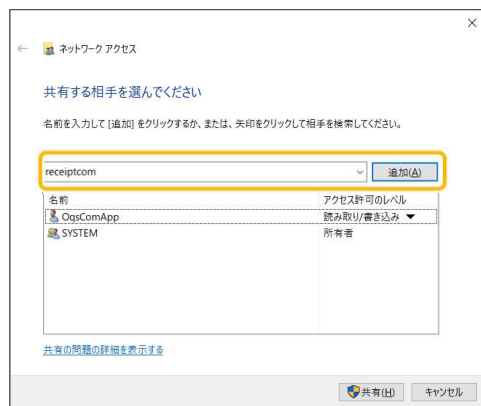 ネットワーク アクセス
共有する相手を選んでください
名前を入力して [追加] をクリックするか、または、矢印をクリックして相手を検索してください。
receiptcom 追加(A)
名前 アクセス許可のレベル
OqsComApp 読み取り/書き込み ▼
SYSTEM 所有者
共有の問題の詳細を表示する
共有(H) キャンセル